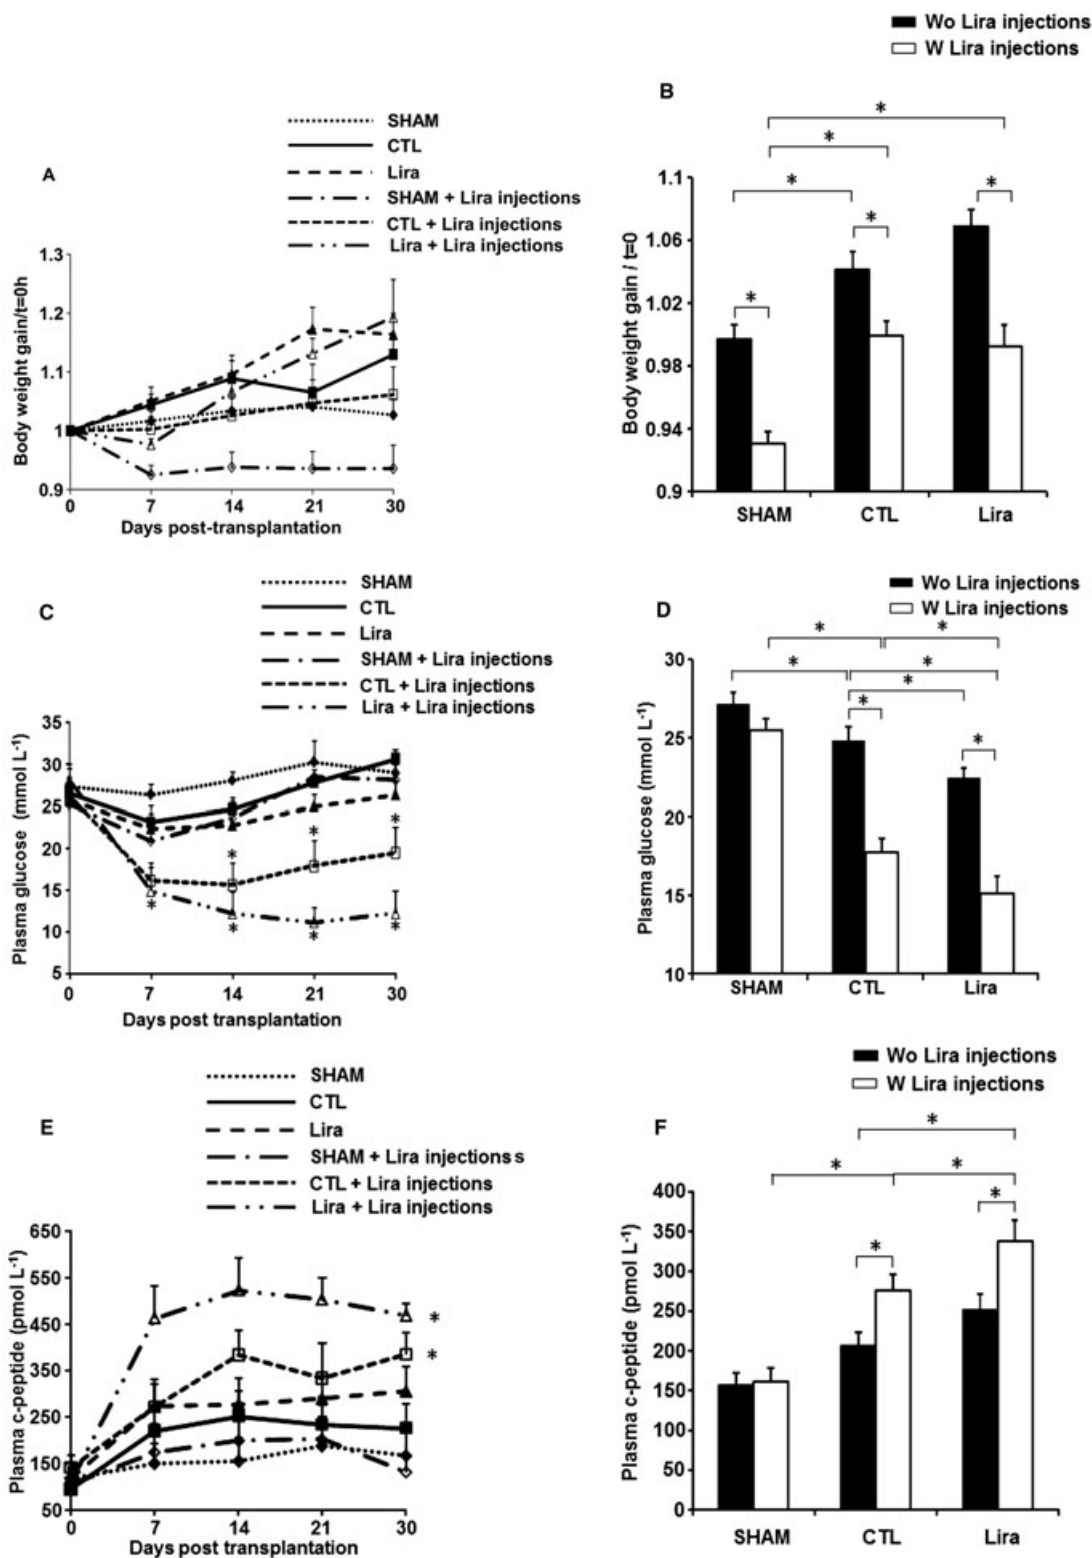 Wo Lira injections
W Lira injections
A
SHAM
CTL
Lira
SHAM + Lira injections
CTL + Lira injections
Lira + Lira injections
Body weight gain/t=0h
1.3
1.2
1.1
1
0.9
0 7 14 21 30
Days post-transplantation
B
* * * * * *
Body weight gain / t=0
1.1
1.06
1.02
0.98
0.94
0.9
SHAM CTL Lira
C
SHAM
CTL
Lira
SHAM + Lira injections
CTL + Lira injections
Lira + Lira injections
Plasma glucose (mmol L-1)
35
30
25
20
15
10
5
* * *
* * * *
0 7 14 21 30
Days post transplantation
Wo Lira injections
W Lira injections
D
* * * * * * *
Plasma glucose (mmol L-1)
30
25
20
15
10
SHAM CTL Lira
E
SHAM
CTL
Lira
SHAM + Lira injections s
CTL + Lira injections
Lira + Lira injections
Plasma c-peptide (pmol L-1)
650
550
450
350
250
150
50
*
*
0 7 14 21 30
Days post transplantation
Wo Lira injections
W Lira injections
F
* * * * *
Plasma c-peptide (pmol L-1)
400
350
300
250
200
150
100
50
0
SHAM CTL Lira